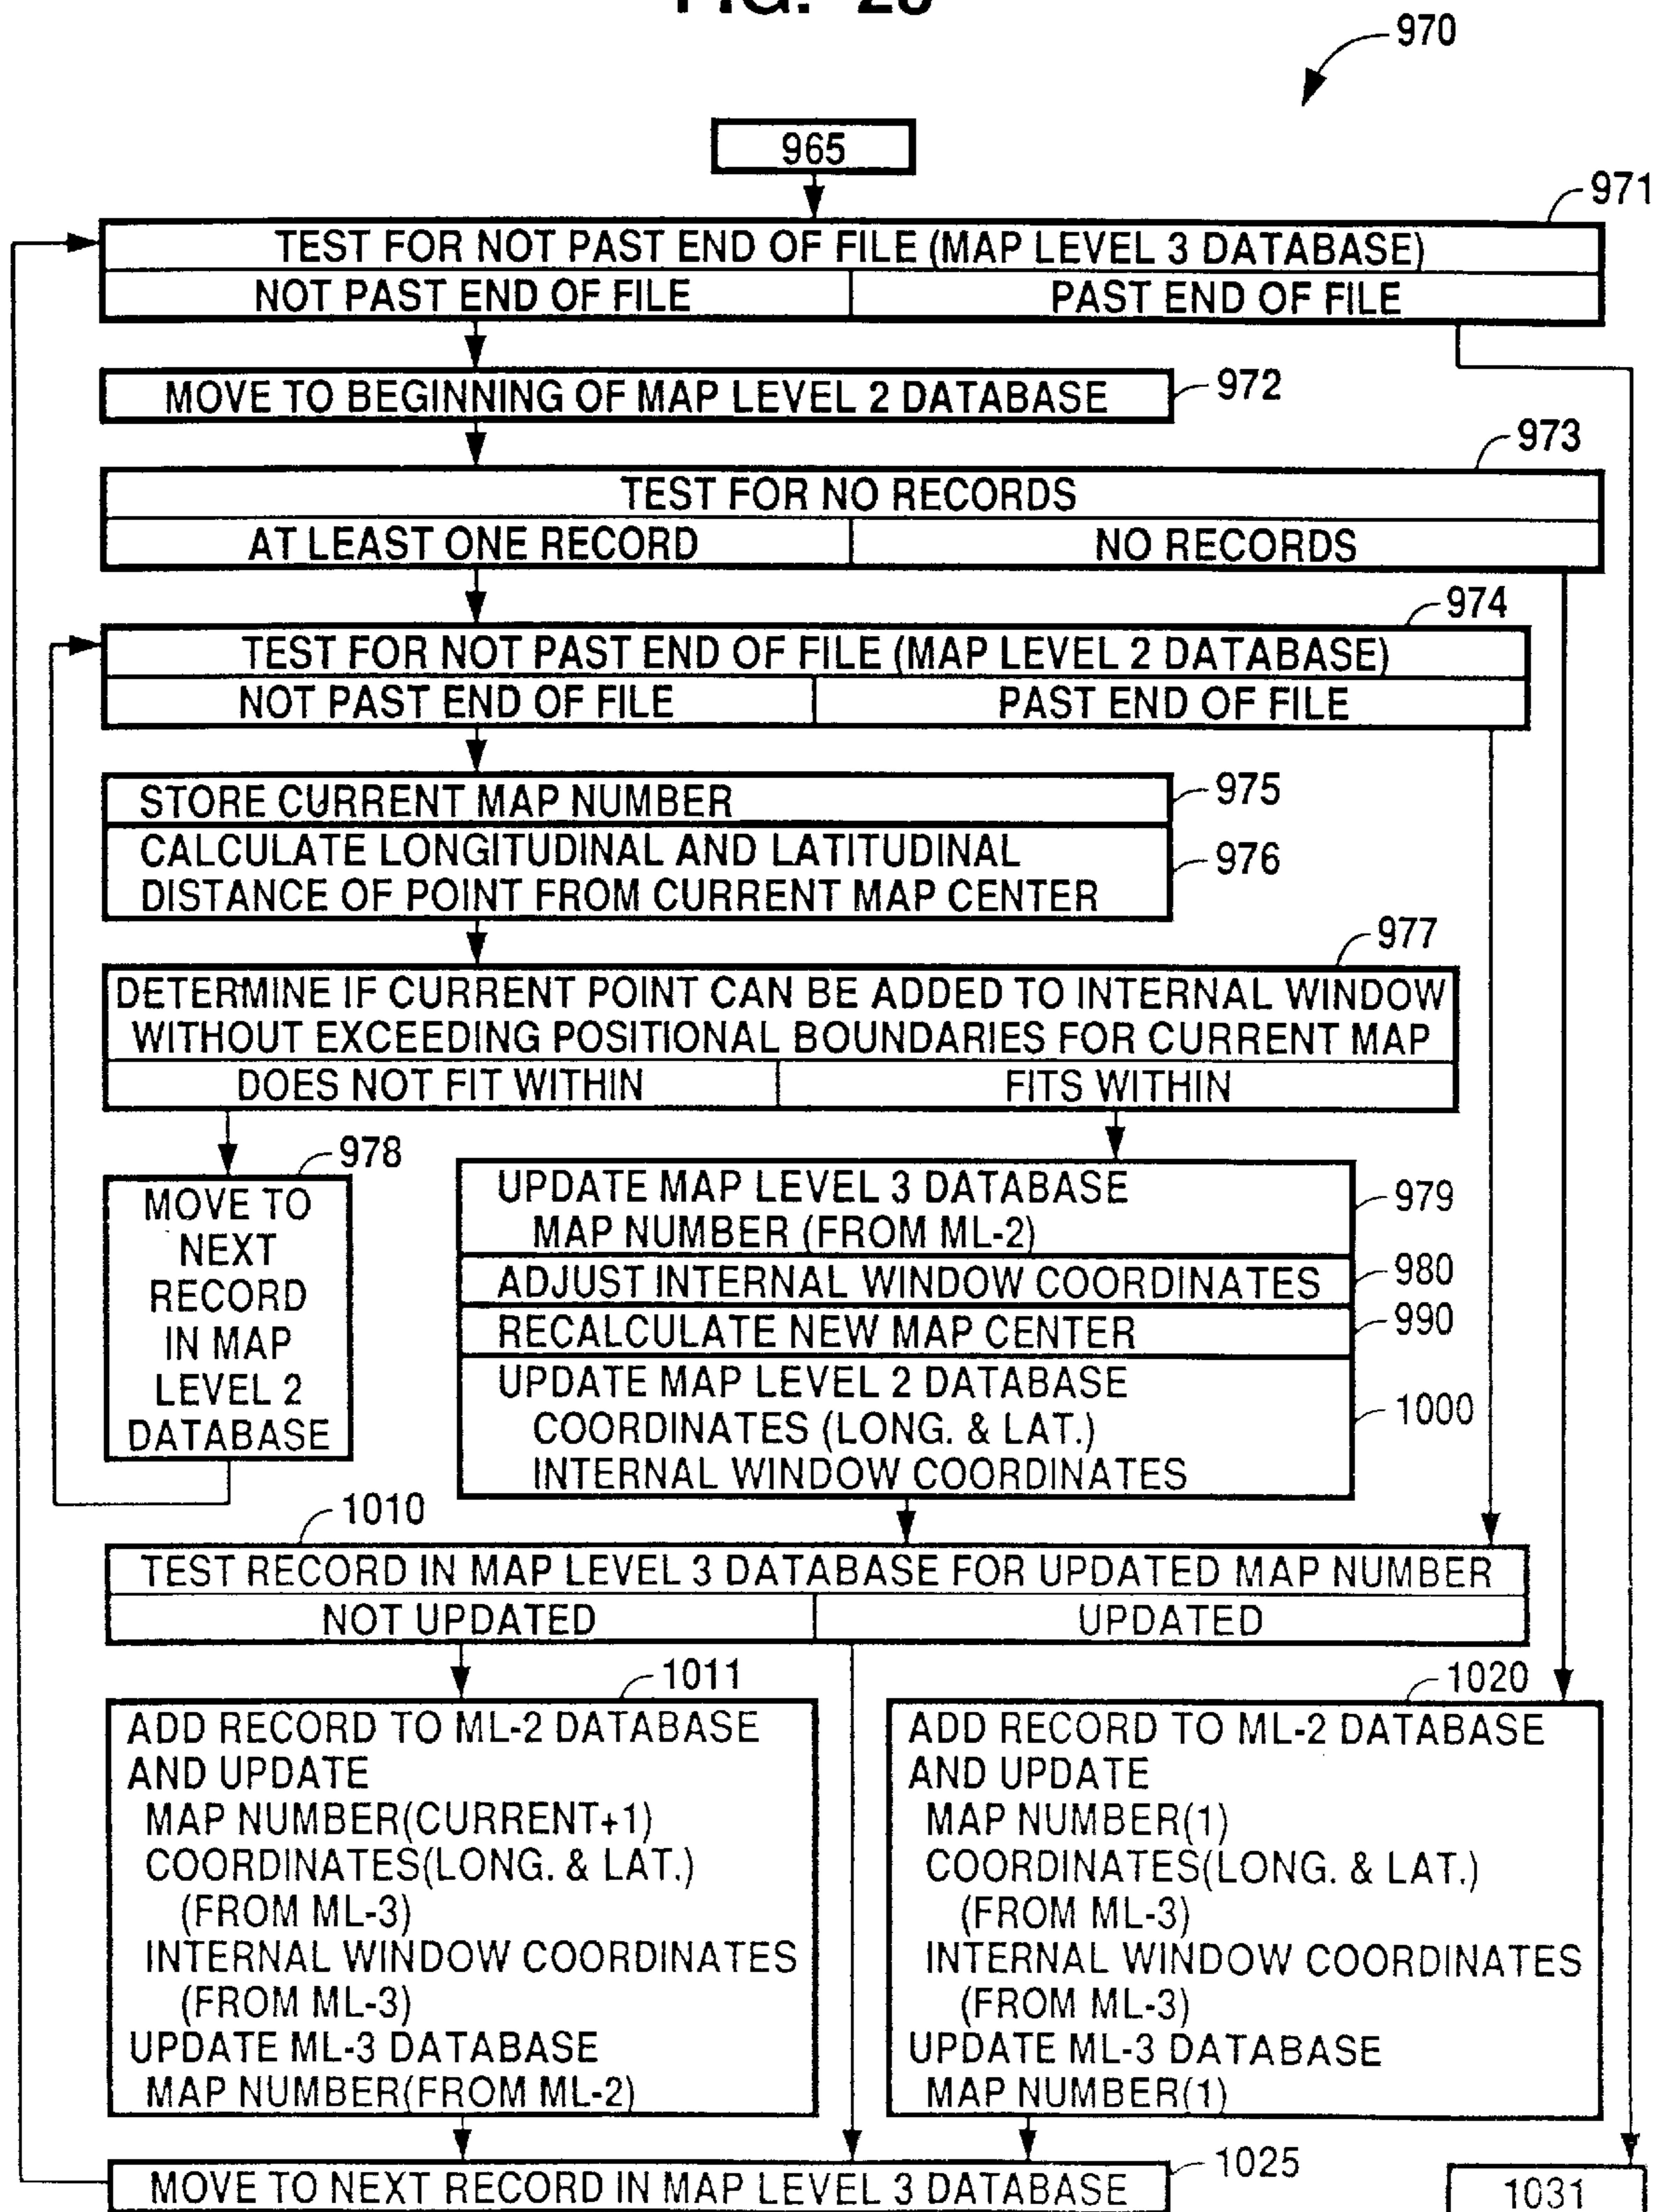 970
965
971
TEST FOR NOT PAST END OF FILE (MAP LEVEL 3 DATABASE)
NOT PAST END OF FILE
PAST END OF FILE
MOVE TO BEGINNING OF MAP LEVEL 2 DATABASE
972
973
TEST FOR NO RECORDS
AT LEAST ONE RECORD
NO RECORDS
974
TEST FOR NOT PAST END OF FILE (MAP LEVEL 2 DATABASE)
NOT PAST END OF FILE
PAST END OF FILE
STORE CURRENT MAP NUMBER
975
CALCULATE LONGITUDINAL AND LATITUDINAL
DISTANCE OF POINT FROM CURRENT MAP CENTER
976
977
DETERMINE IF CURRENT POINT CAN BE ADDED TO INTERNAL WINDOW
WITHOUT EXCEEDING POSITIONAL BOUNDARIES FOR CURRENT MAP
DOES NOT FIT WITHIN
FITS WITHIN
978
MOVE TO
NEXT
RECORD
IN MAP
LEVEL 2
DATABASE
UPDATE MAP LEVEL 3 DATABASE
MAP NUMBER (FROM ML-2)
979
ADJUST INTERNAL WINDOW COORDINATES
980
RECALCULATE NEW MAP CENTER
990
UPDATE MAP LEVEL 2 DATABASE
COORDINATES (LONG. & LAT.)
INTERNAL WINDOW COORDINATES
1000
1010
TEST RECORD IN MAP LEVEL 3 DATABASE FOR UPDATED MAP NUMBER
NOT UPDATED
UPDATED
1011
ADD RECORD TO ML-2 DATABASE
AND UPDATE
MAP NUMBER(CURRENT+1)
COORDINATES(LONG. & LAT.)
(FROM ML-3)
INTERNAL WINDOW COORDINATES
(FROM ML-3)
UPDATE ML-3 DATABASE
MAP NUMBER(FROM ML-2)
1020
ADD RECORD TO ML-2 DATABASE
AND UPDATE
MAP NUMBER(1)
COORDINATES(LONG. & LAT.)
(FROM ML-3)
INTERNAL WINDOW COORDINATES
(FROM ML-3)
UPDATE ML-3 DATABASE
MAP NUMBER(1)
MOVE TO NEXT RECORD IN MAP LEVEL 3 DATABASE
1025
1031